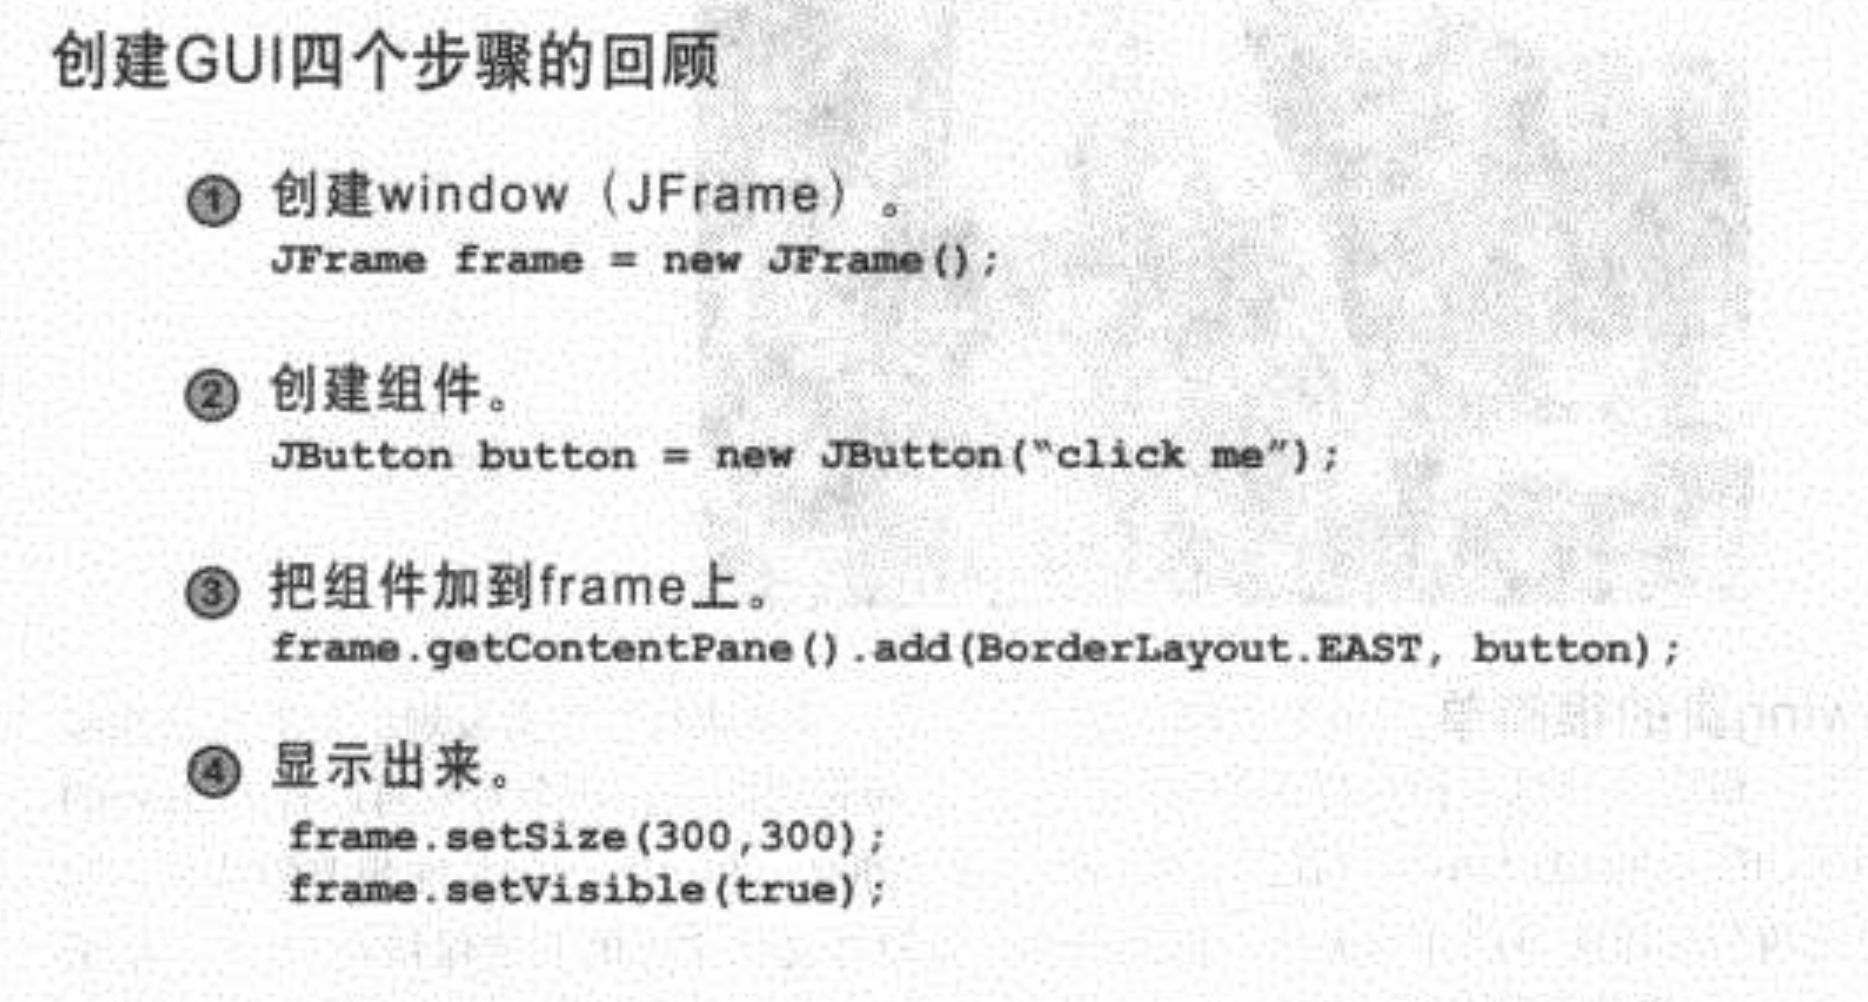 创建GUI四个步骤的回顾
① 创建window（JFrame）。
JFrame frame = new JFrame();
② 创建组件。
JButton button = new JButton(“click me”);
③ 把组件加到frame上。
frame.getContentPane().add(BorderLayout.EAST, button);
④ 显示出来。
frame.setSize(300,300);
frame.setVisible(true);